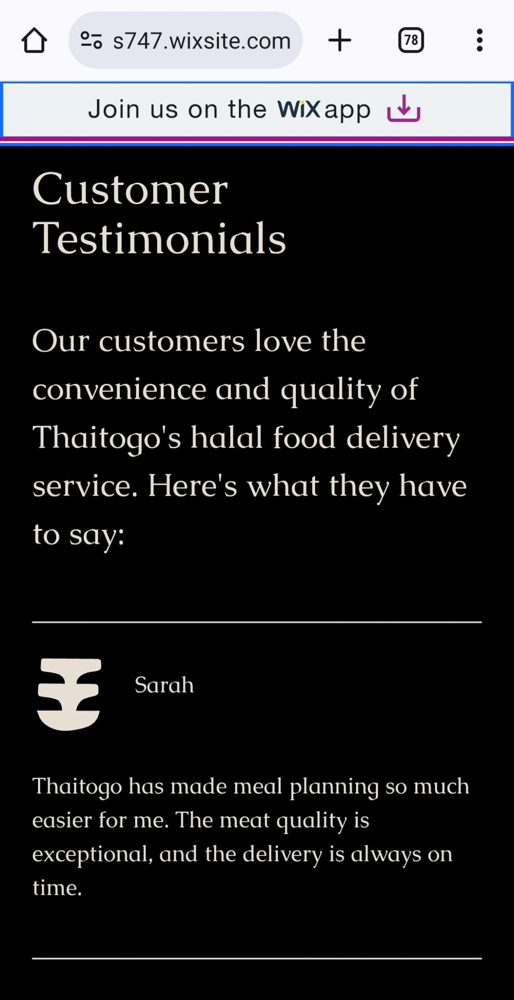 s747.wixsite.com
78
Join us on the WiX app
Customer
Testimonials
Our customers love the
convenience and quality of
Thaitogo's halal food delivery
service. Here's what they have
to say:
Sarah
Thaitogo has made meal planning so much
easier for me. The meat quality is
exceptional, and the delivery is always on
time.